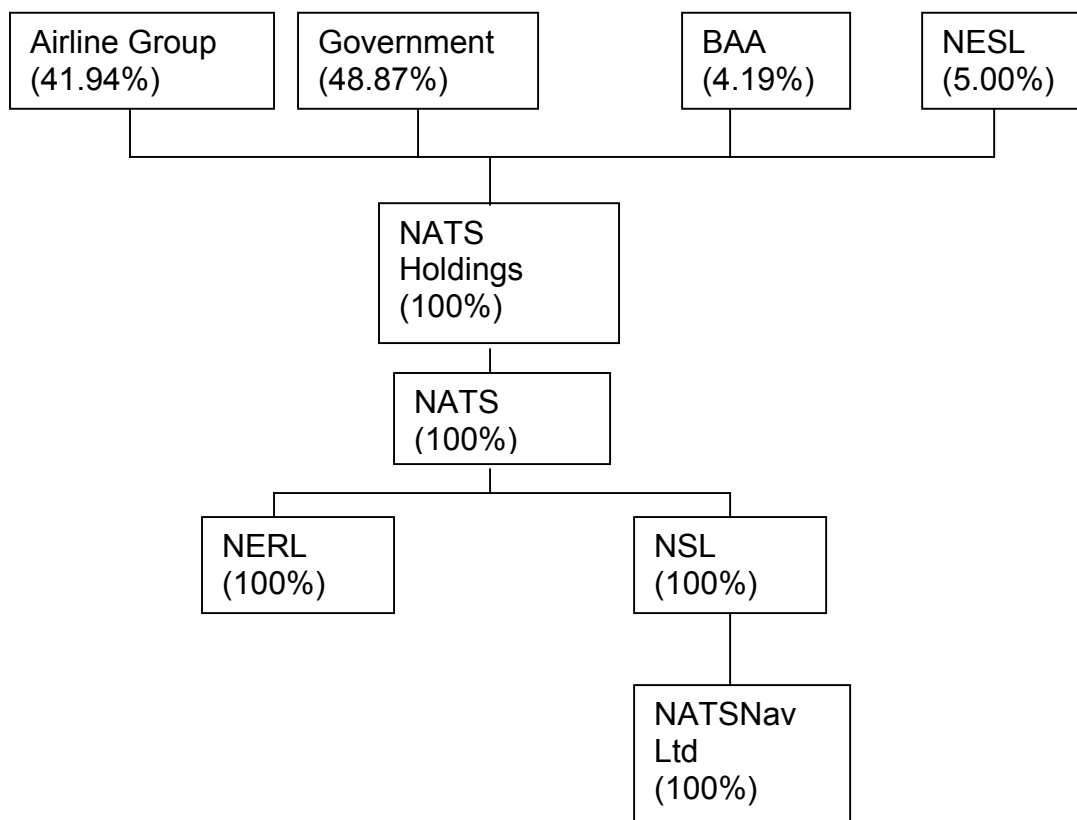 Airline Group
(41.94%)
Government
(48.87%)
BAA
(4.19%)
NESL
(5.00%)
NATS
Holdings
(100%)
NATS
(100%)
NERL
(100%)
NSL
(100%)
NATSNav
Ltd
(100%)